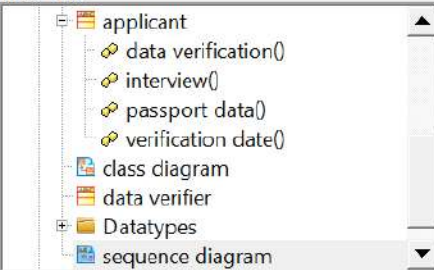 applicant
data verification()
interview()
passport data()
verification date()
class diagram
data verifier
Datatypes
sequence diagram